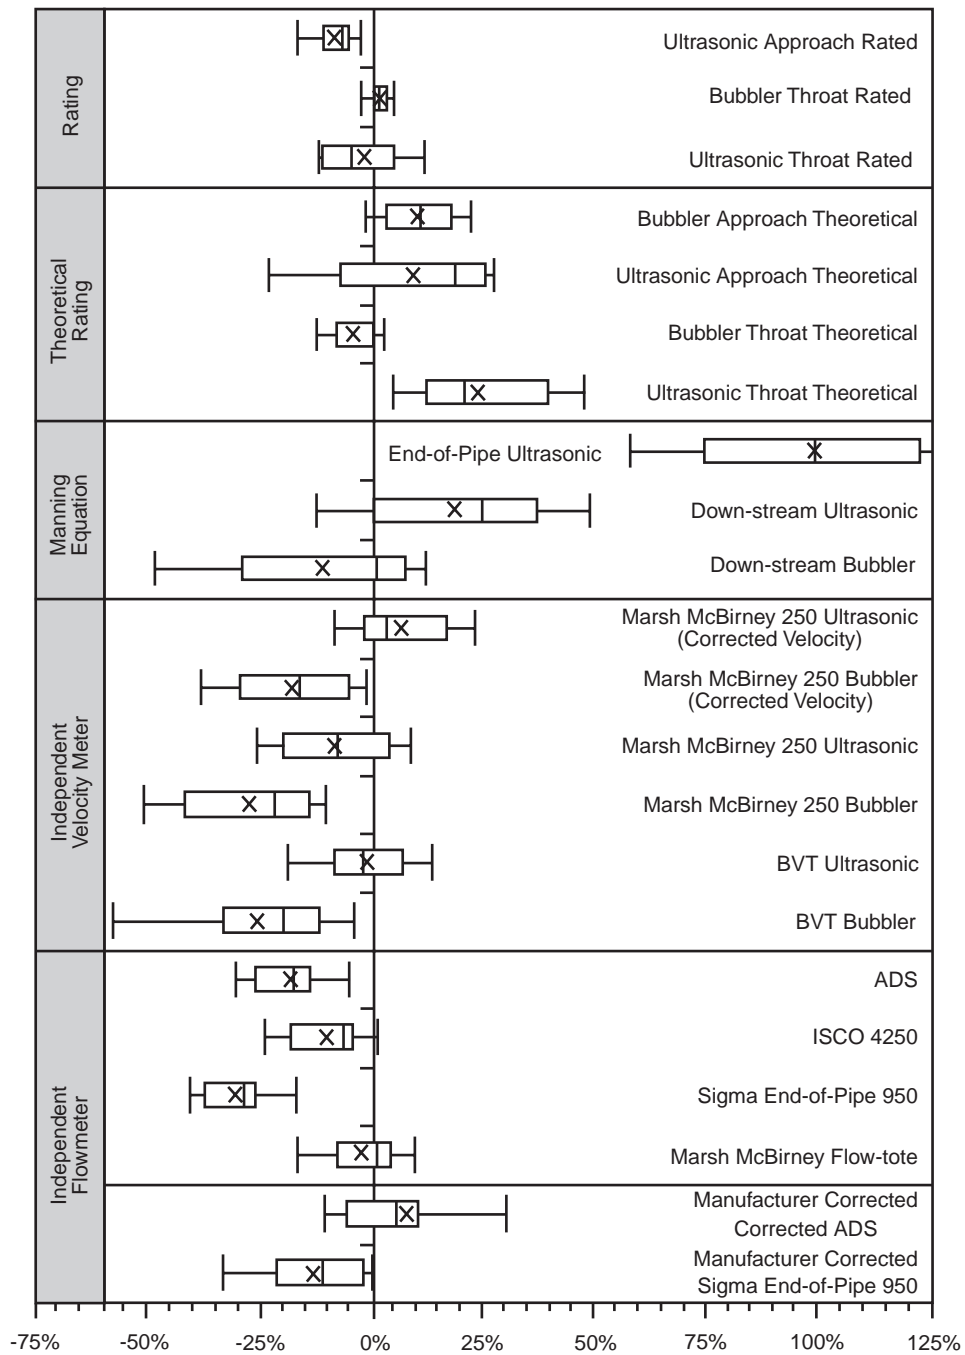 Rating
Ultrasonic Approach Rated
Bubbler Throat Rated
Ultrasonic Throat Rated
Theoretical
Rating
Bubbler Approach Theoretical
Ultrasonic Approach Theoretical
Bubbler Throat Theoretical
Ultrasonic Throat Theoretical
Manning
Equation
End-of-Pipe Ultrasonic
Down-stream Ultrasonic
Down-stream Bubbler
Independent
Velocity Meter
Marsh McBirney 250 Ultrasonic
(Corrected Velocity)
Marsh McBirney 250 Bubbler
(Corrected Velocity)
Marsh McBirney 250 Ultrasonic
Marsh McBirney 250 Bubbler
BVT Ultrasonic
BVT Bubbler
Independent
Flowmeter
ADS
ISCO 4250
Sigma End-of-Pipe 950
Marsh McBirney Flow-tote
Manufacturer Corrected
Corrected ADS
Manufacturer Corrected
Sigma End-of-Pipe 950
-75% -50% -25% 0% 25% 50% 75% 100% 125%